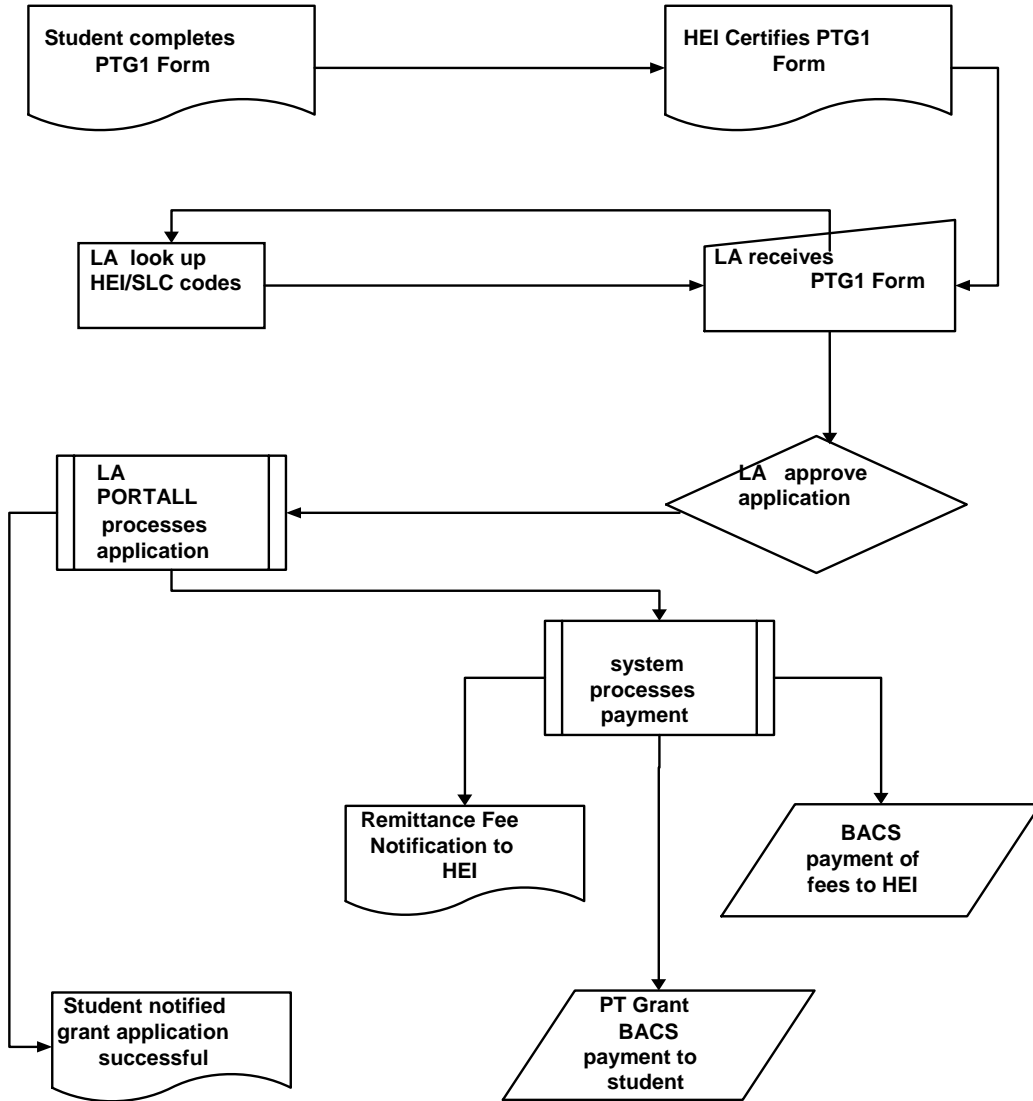 Student completes
PTG1 Form
HEI Certifies PTG1
Form
LA look up
HEI/SLC codes
LA receives
PTG1 Form
LA approve
application
LA
PORTALL
processes
application
system
processes
payment
Remittance Fee
Notification to
HEI
BACS
payment of
fees to HEI
Student notified
grant application
successful
PT Grant
BACS
payment to
student